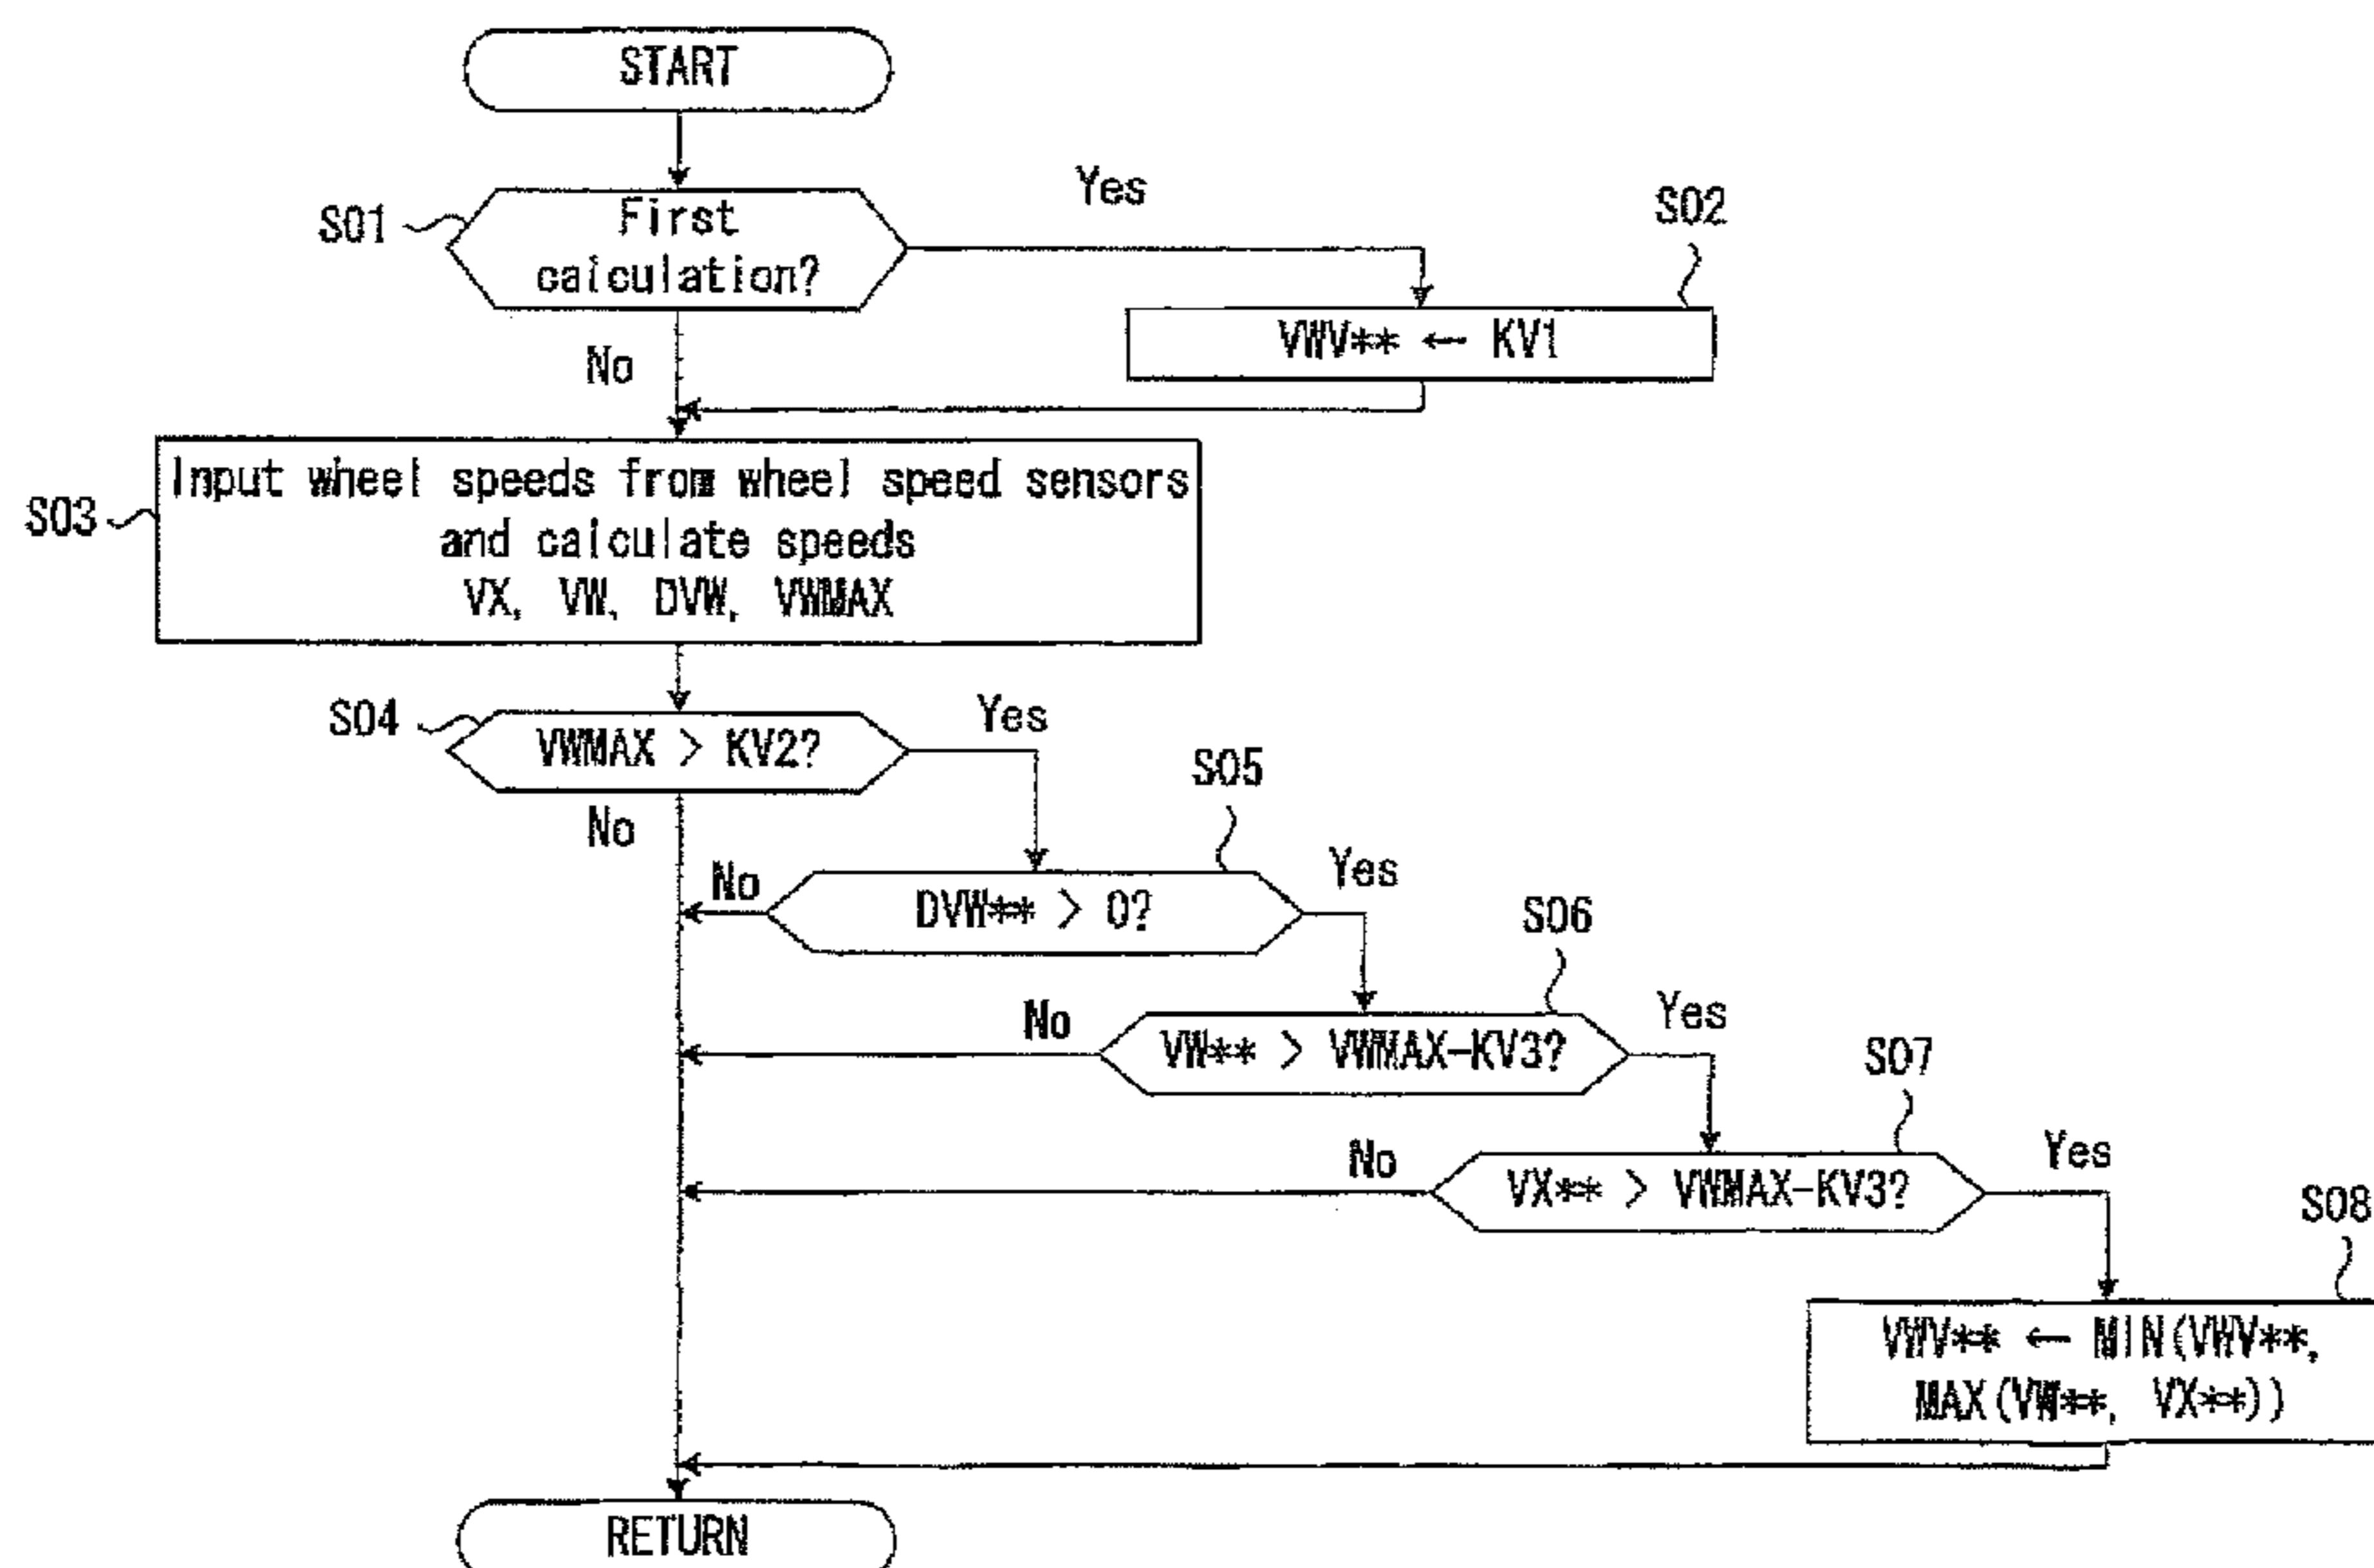 START
S01
First
calculation?
Yes
No
S02
VWV** ← KV1
S03
Input wheel speeds from wheel speed sensors
and calculate speeds
VX, VW, DVW, VWMAX
S04
VWMAX > KV2?
Yes
No
S05
DVW** > 0?
No
Yes
S06
VW** > VWMAX-KV3?
No
Yes
S07
VX** > VWMAX-KV3?
No
Yes
S08
VWV** ← MIN(VWV**,
MAX(VW**, VX**))
RETURN